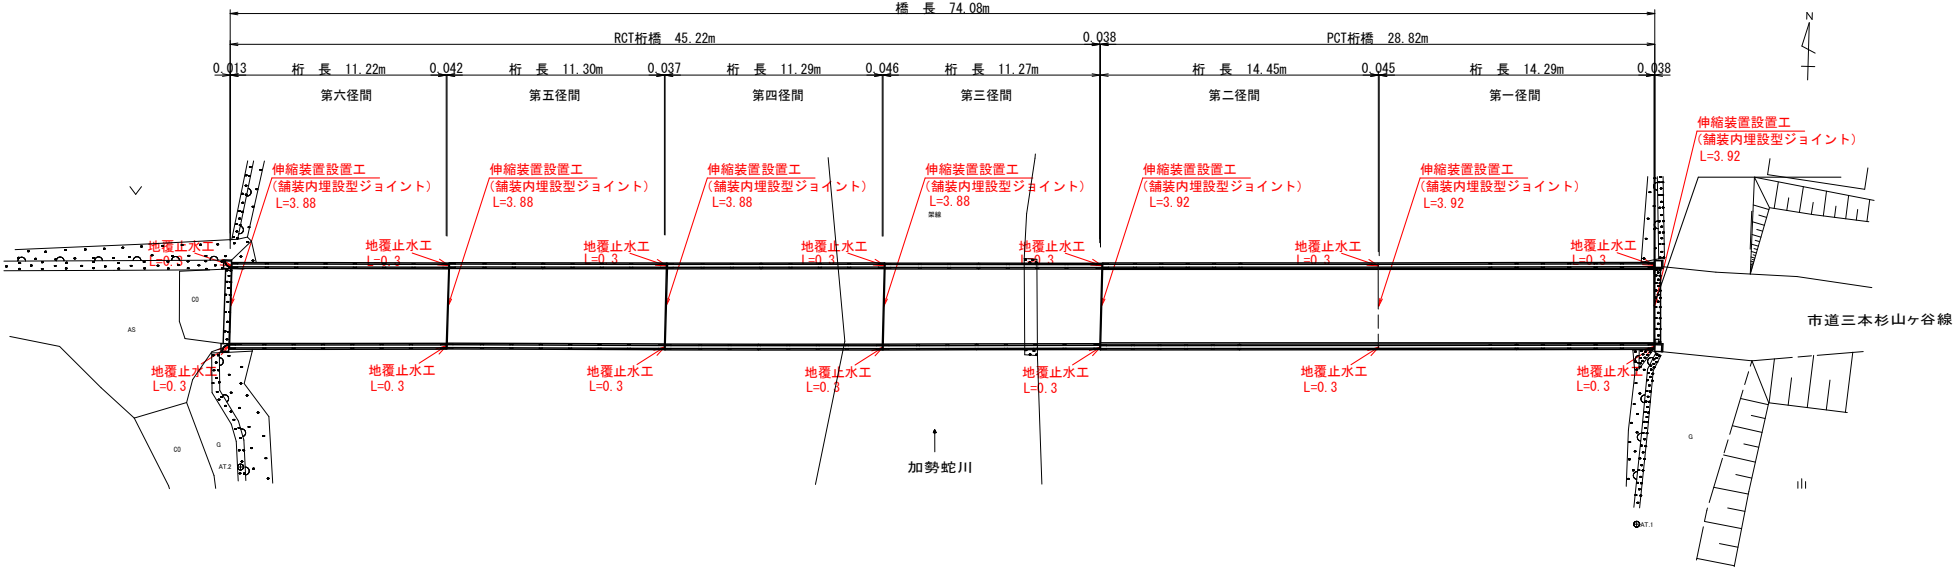 橋 長 74.08m
N
RCT桁橋 45.22m
0.038
PCT桁橋 28.82m
0.013
桁 長 11.22m
0.042
桁 長 11.30m
0.037
桁 長 11.29m
0.046
桁 長 11.27m
桁 長 14.45m
0.045
桁 長 14.29m
0.038
第六径間
第五径間
第四径間
第三径間
第二径間
第一径間
伸縮装置設置工
(舗装内埋設型ジョイント)
L=3.92
伸縮装置設置工
(舗装内埋設型ジョイント)
L=3.88
伸縮装置設置工
(舗装内埋設型ジョイント)
L=3.88
伸縮装置設置工
(舗装内埋設型ジョイント)
L=3.88
伸縮装置設置工
(舗装内埋設型ジョイント)
L=3.88
伸縮装置設置工
(舗装内埋設型ジョイント)
L=3.92
伸縮装置設置工
(舗装内埋設型ジョイント)
L=3.92
地覆止水工
L=0.3
地覆止水工
L=0.3
地覆止水工
L=0.3
地覆止水工
L=0.3
地覆止水工
L=0.3
地覆止水工
L=0.3
地覆止水工
L=0.3
CO
AS
市道三本杉山ヶ谷線
地覆止水工
L=0.3
地覆止水工
L=0.3
地覆止水工
L=0.3
地覆止水工
L=0.3
地覆止水工
L=0.3
地覆止水工
L=0.3
地覆止水工
L=0.3
CO
G
AT.2
加勢蛇川
G
AT.1